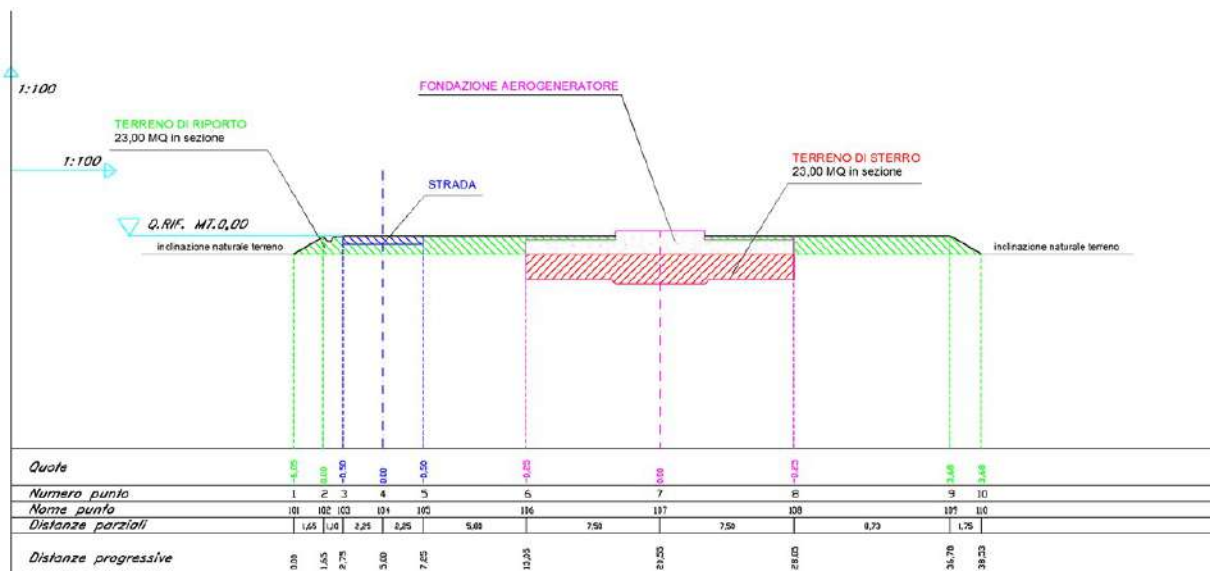 1:100
FONDAZIONE AEROGENERATORE
TERRENO DI RIPORTO
23,00 MQ in sezione
1:100
TERRENO DI STERRO
23,00 MQ in sezione
STRADA
Q.RIF. MT.0,00
inclinazione naturale terreno
inclinazione naturale terreno
Quote 0,00 -0,50 0,00 -0,50 -0,25 0,00 -0,25 3,68 3,68
Numero punto 1 2 3 4 5 6 7 8 9 10
Nome punto 101 102 103 104 105 106 107 108 109 110
Distanze parziali 1,65 1,10 2,25 2,25 5,80 7,50 7,50 8,73 1,75
Distanze progressive 0,00 1,65 2,75 5,00 7,25 13,05 20,55 28,05 36,78 38,53